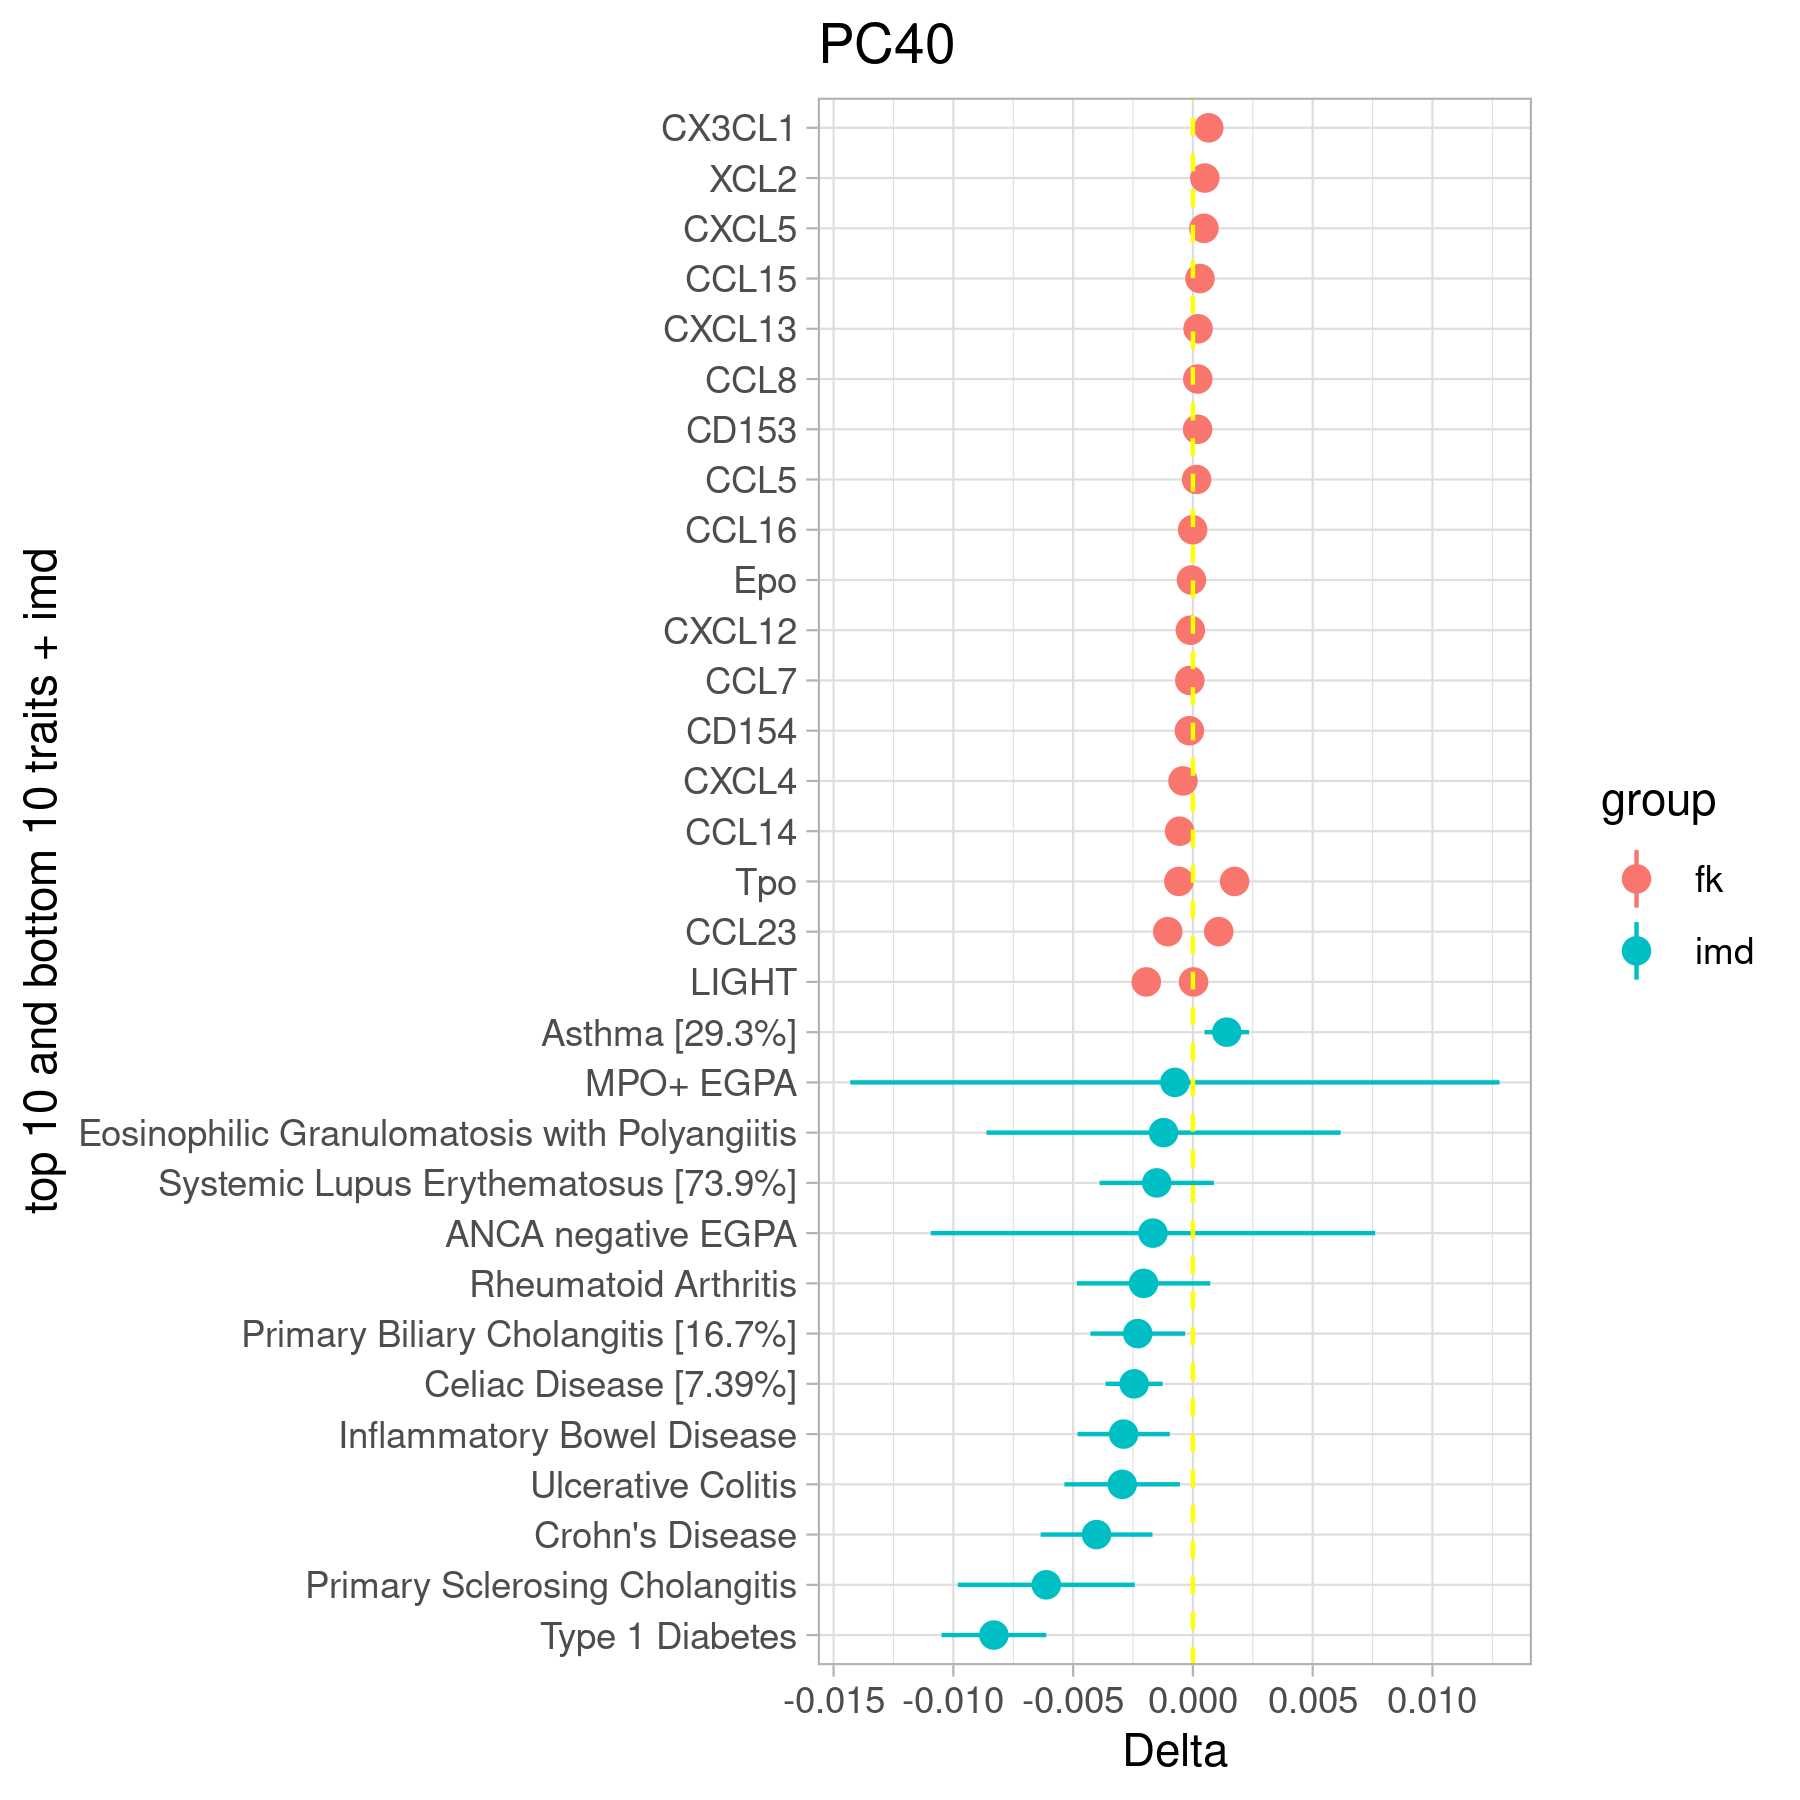 PC40
top 10 and bottom 10 traits + imd
CX3CL1
XCL2
CXCL5
CCL15
CXCL13
CCL8
CD153
CCL5
CCL16
Epo
CXCL12
CCL7
CD154
CXCL4
CCL14
Tpo
CCL23
LIGHT
Asthma [29.3%]
MPO+ EGPA
Eosinophilic Granulomatosis with Polyangiitis
Systemic Lupus Erythematosus [73.9%]
ANCA negative EGPA
Rheumatoid Arthritis
Primary Biliary Cholangitis [16.7%]
Celiac Disease [7.39%]
Inflammatory Bowel Disease
Ulcerative Colitis
Crohn's Disease
Primary Sclerosing Cholangitis
Type 1 Diabetes
-0.015 -0.010 -0.005 0.000 0.005 0.010
Delta
group
fk
imd